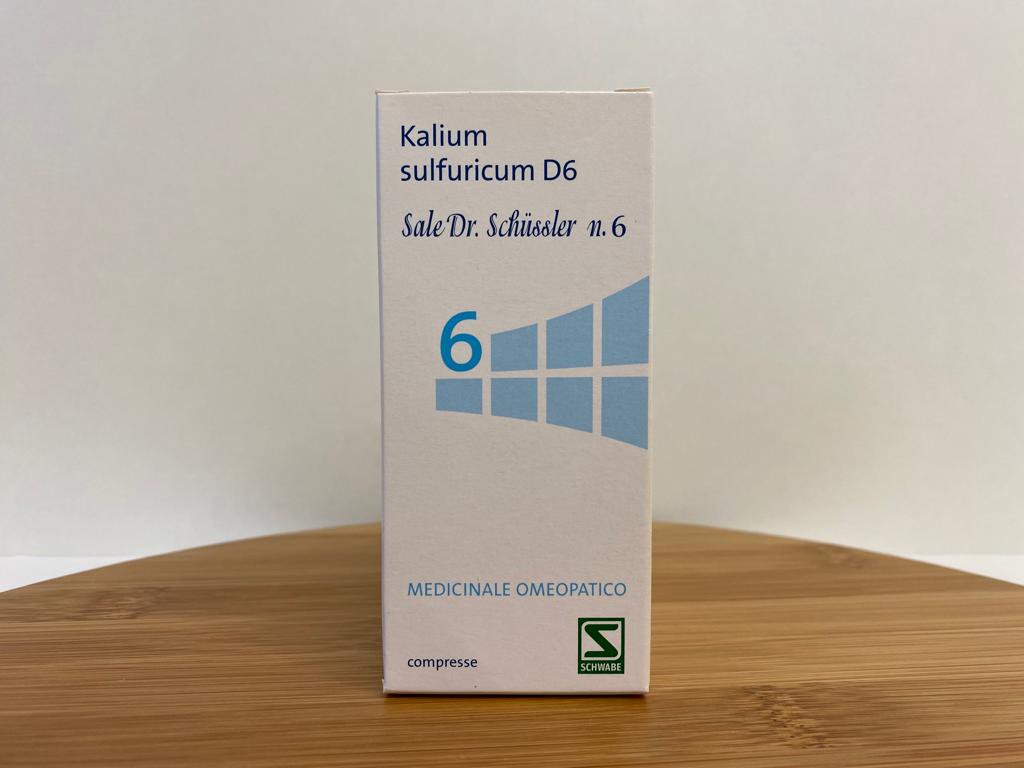 Kalium
sulfuricum D6
Sale Dr. Schüssler n. 6
6
MEDICINALE OMEOPATICO
compresse
SCHWABE